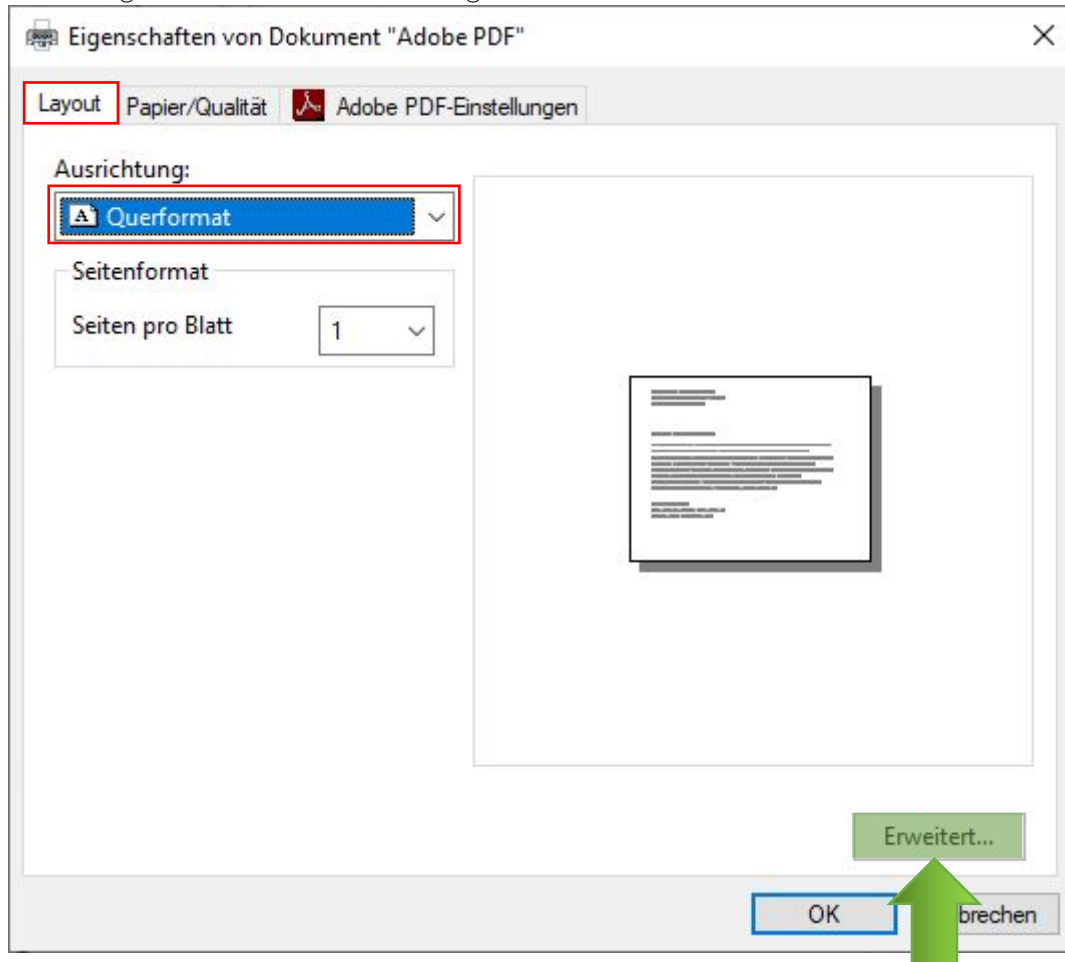 Eigenschaften von Dokument "Adobe PDF"
Layout Papier/Qualität Adobe PDF-Einstellungen
Ausrichtung:
A Querformat
Seitenformat
Seiten pro Blatt 1
Erweitert...
OK brechen